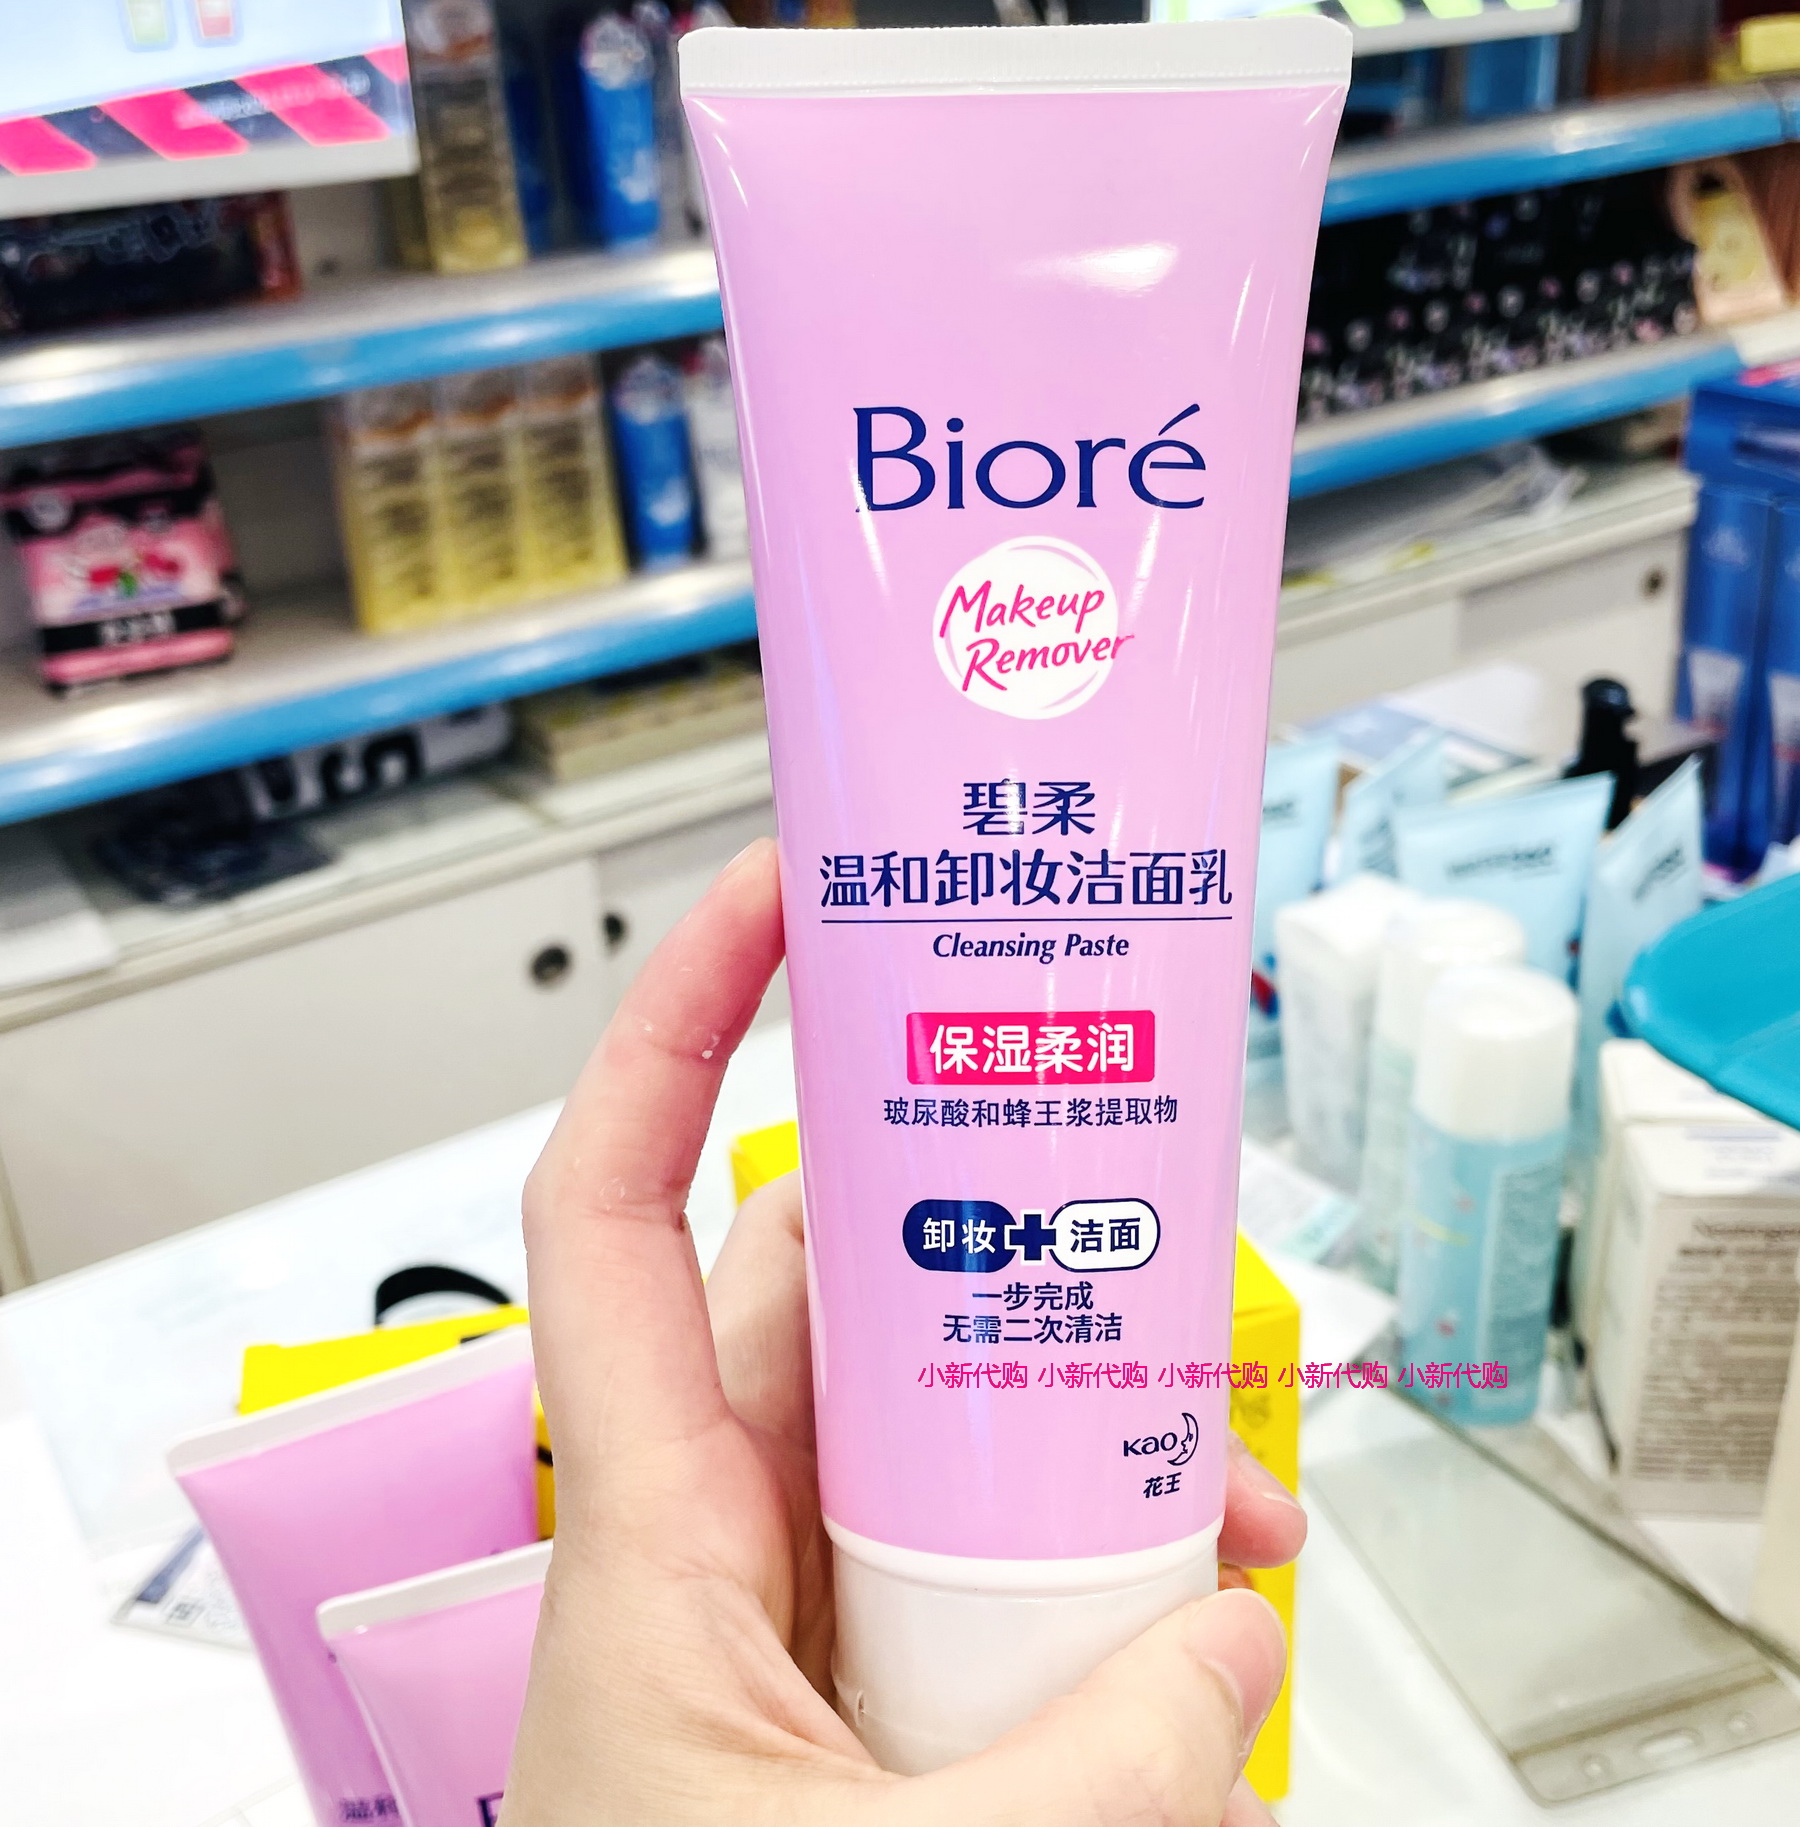 Bioré
Makeup
Remover
碧柔
温和卸妆洁面乳
Cleansing Paste
保湿柔润
玻尿酸和蜂王浆提取物
卸妆+洁面
一步完成
无需二次清洁
小新代购 小新代购 小新代购 小新代购 小新代购
Kao
花王
温和